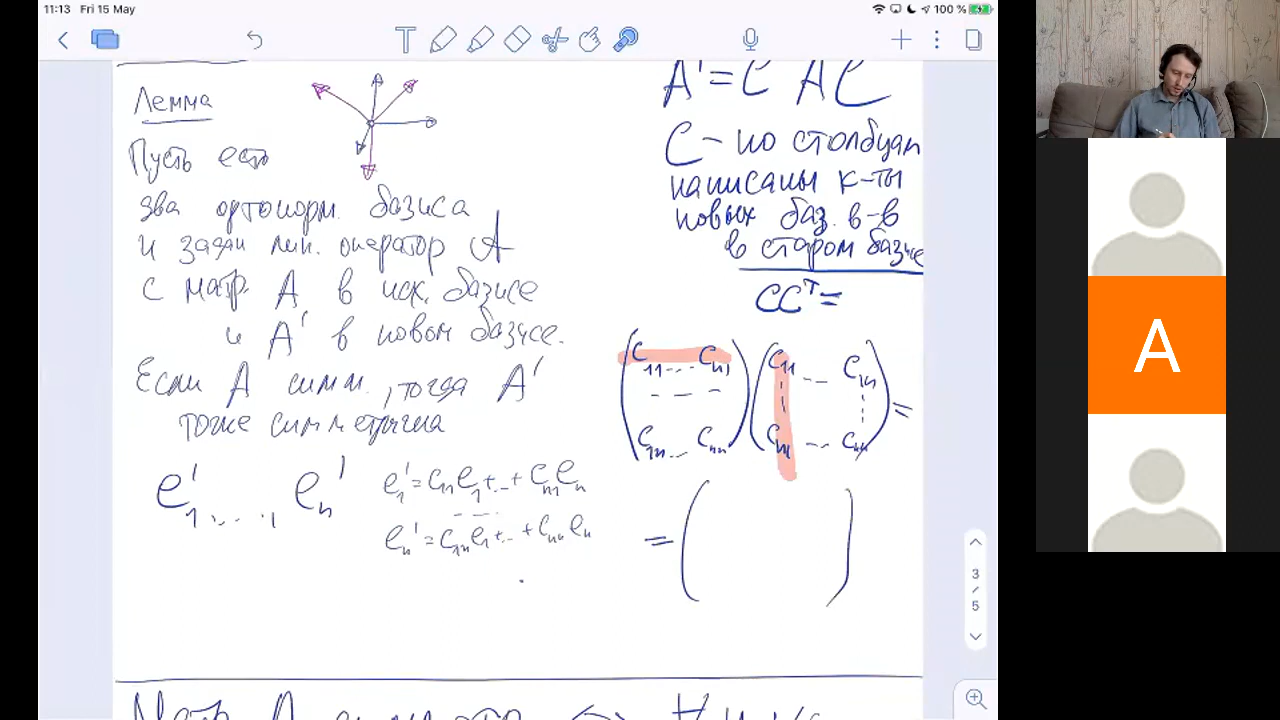 11:13 Fri 15 May
100 %
Лемма
Пусть есть
два ортонорм. базиса
и задан лин. оператор A
с матр. A в исх. базисе
и A' в новом базисе.
Если A симм., тогда A'
тоже симметрична
e'₁, ..., e'ₙ
e'₁ = c₁₁e₁ + ... + cₙ₁eₙ
e'ₙ = c₁ₙe₁ + ... + cₙₙeₙ
A' = C AC
C – по столбцам
написаны к-ты
новых баз. в-в
в старом базисе
CCᵀ =
(c₁₁ ... cₙ₁) (c₁₁ ... c₁ₙ)
(c₁ₙ ... cₙₙ) (cₙ₁ ... cₙₙ) =
= ( )
3
/
5
A
Матр. A